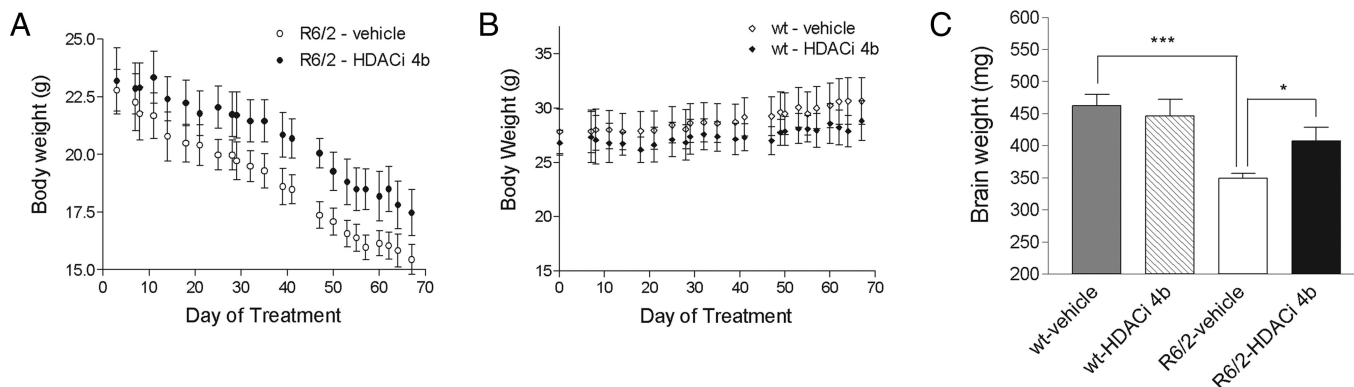 A
R6/2 - vehicle
R6/2 - HDACi 4b
25.0
22.5
20.0
17.5
15.0
Body weight (g)
0 10 20 30 40 50 60 70
Day of Treatment
B
wt - vehicle
wt - HDACi 4b
35
30
25
20
15
Body Weight (g)
0 10 20 30 40 50 60 70
Day of Treatment
C
600
550
500
450
400
350
300
250
200
Brain weight (mg)
***
*
wt-vehicle
wt-HDACi 4b
R6/2-vehicle
R6/2-HDACi 4b